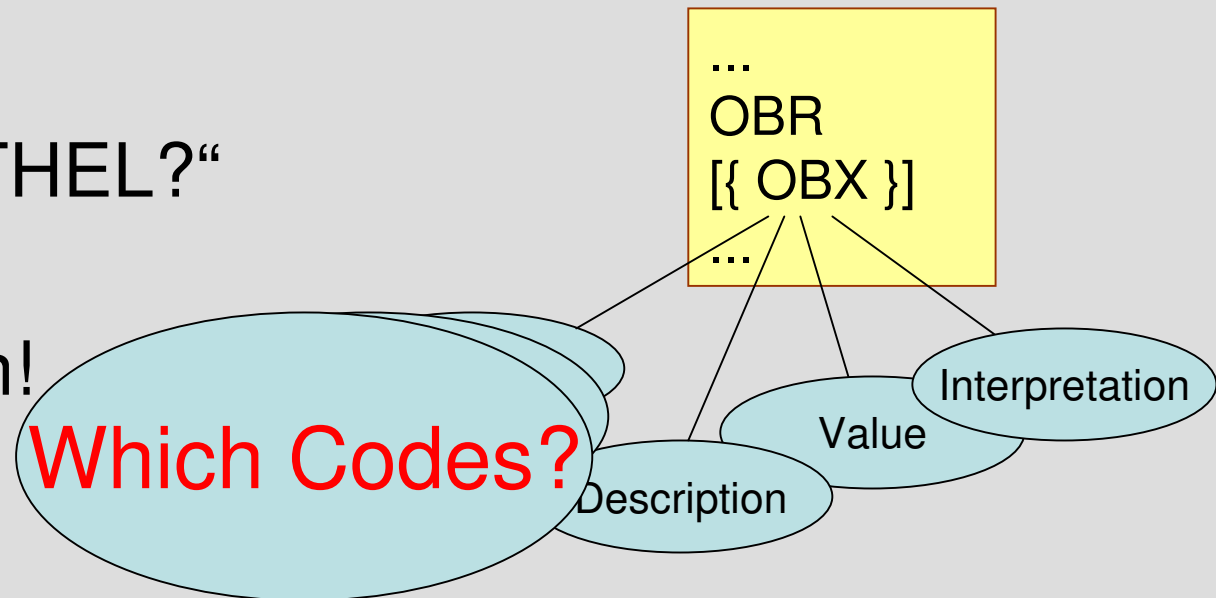 ...
OBR
THEL?“
[{ OBX }]
...
n!
Interpretation
Which Codes?
Value
Description